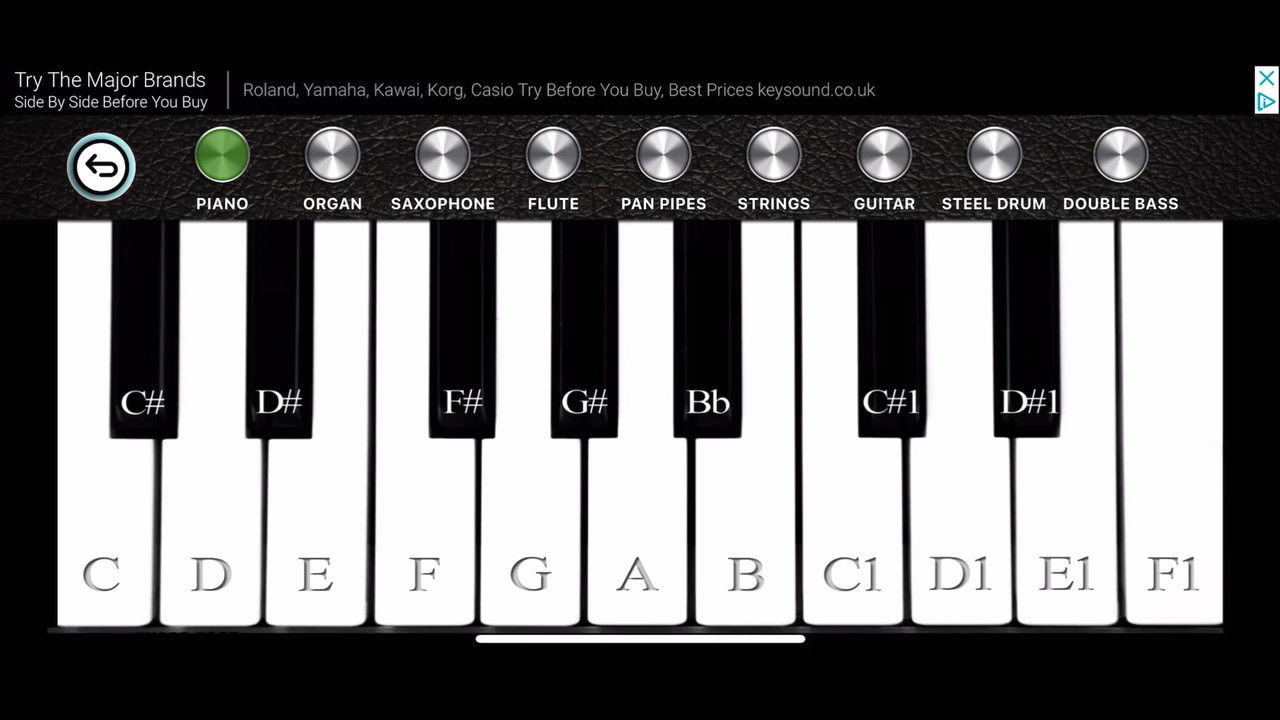 Try The Major Brands
Side By Side Before You Buy
Roland, Yamaha, Kawai, Korg, Casio Try Before You Buy, Best Prices keysound.co.uk
PIANO
ORGAN
SAXOPHONE
FLUTE
PAN PIPES
STRINGS
GUITAR
STEEL DRUM
DOUBLE BASS
C# D# F# G# Bb C#1 D#1
C D E F G A B C1 D1 E1 F1